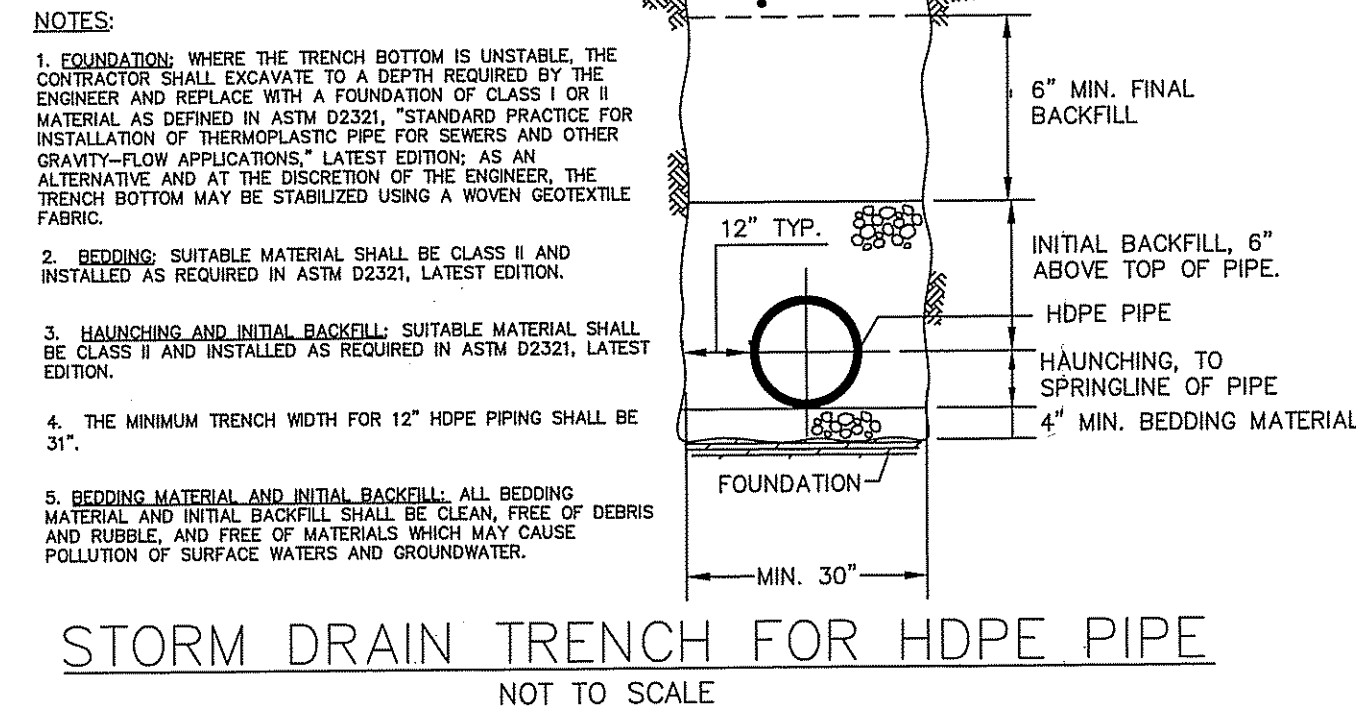 NOTES:
1. FOUNDATION: WHERE THE TRENCH BOTTOM IS UNSTABLE, THE
CONTRACTOR SHALL EXCAVATE TO A DEPTH REQUIRED BY THE
ENGINEER AND REPLACE WITH A FOUNDATION OF CLASS I OR II
MATERIAL AS DEFINED IN ASTM D2321, "STANDARD PRACTICE FOR
INSTALLATION OF THERMOPLASTIC PIPE FOR SEWERS AND OTHER
GRAVITY-FLOW APPLICATIONS," LATEST EDITION; AS AN
ALTERNATIVE AND AT THE DISCRETION OF THE ENGINEER, THE
TRENCH BOTTOM MAY BE STABILIZED USING A WOVEN GEOTEXTILE
FABRIC.
2. BEDDING: SUITABLE MATERIAL SHALL BE CLASS II AND
INSTALLED AS REQUIRED IN ASTM D2321, LATEST EDITION.
3. HAUNCHING AND INITIAL BACKFILL: SUITABLE MATERIAL SHALL
BE CLASS II AND INSTALLED AS REQUIRED IN ASTM D2321, LATEST
EDITION.
4. THE MINIMUM TRENCH WIDTH FOR 12" HDPE PIPING SHALL BE
31".
5. BEDDING MATERIAL AND INITIAL BACKFILL: ALL BEDDING
MATERIAL AND INITIAL BACKFILL SHALL BE CLEAN, FREE OF DEBRIS
AND RUBBLE, AND FREE OF MATERIALS WHICH MAY CAUSE
POLLUTION OF SURFACE WATERS AND GROUNDWATER.
6" MIN. FINAL
BACKFILL
12" TYP.
INITIAL BACKFILL, 6"
ABOVE TOP OF PIPE.
HDPE PIPE
HAUNCHING, TO
SPRINGLINE OF PIPE
4" MIN. BEDDING MATERIAL
FOUNDATION
MIN. 30"
STORM DRAIN TRENCH FOR HDPE PIPE
NOT TO SCALE